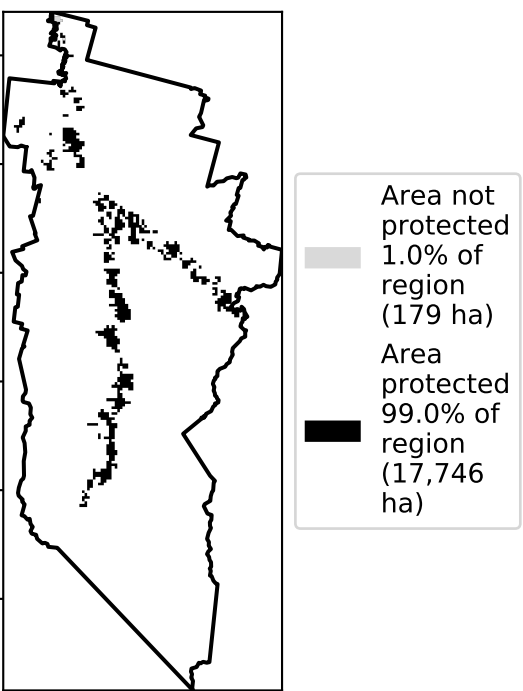 Area not
protected
1.0% of
region
(179 ha)
Area
protected
99.0% of
region
(17,746
ha)